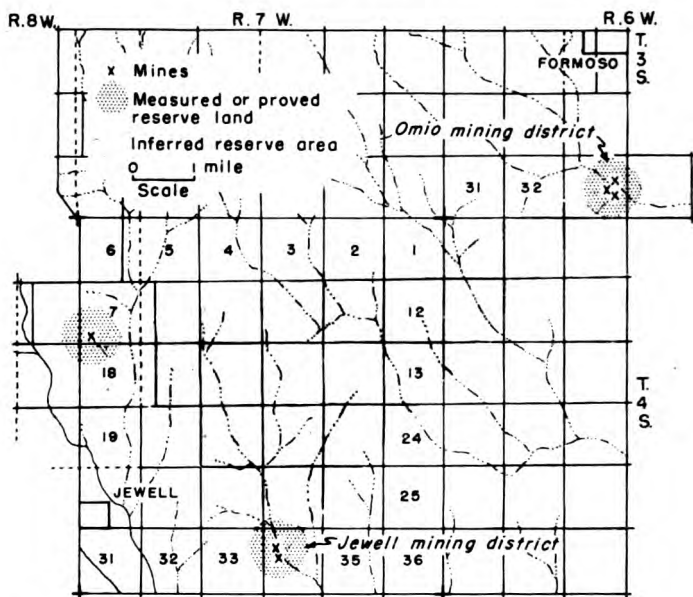 R.8W. R.7 W. R.6 W.
T.
3
S.
FORMOSO
x Mines
Measured or proved
reserve land
Inferred reserve area
0 1 mile
Scale
Omio mining district
31 32
6 5 4 3 2 1
7 12
18 13
T.
4
S.
19 24
JEWELL 25
Jewell mining district
31 32 33 35 36